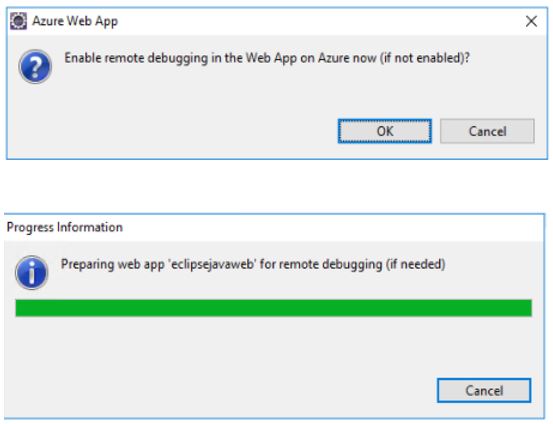 Azure Web App
Enable remote debugging in the Web App on Azure now (if not enabled)?
OK
Cancel
Progress Information
Preparing web app 'eclipsejavaweb' for remote debugging (if needed)
Cancel